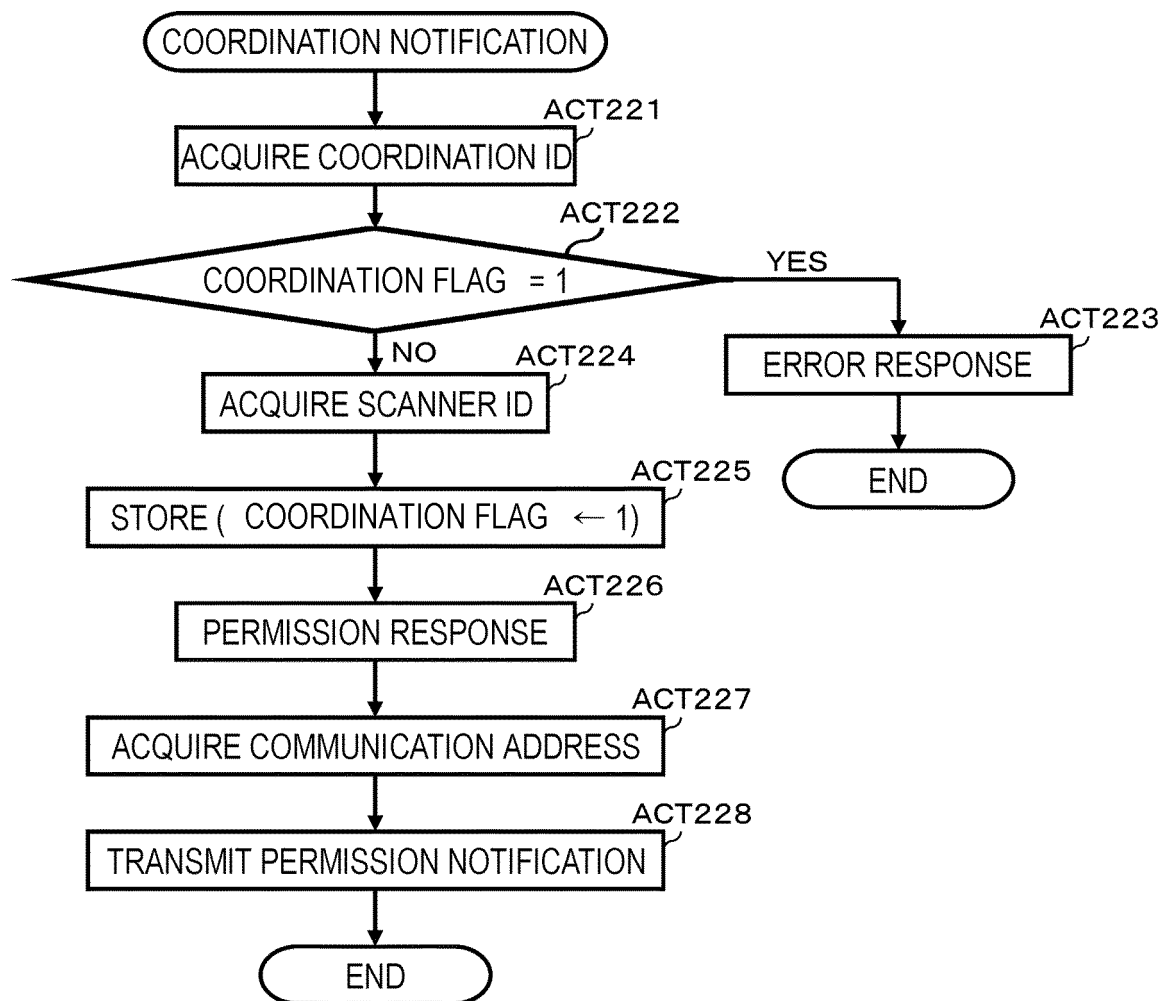 COORDINATION NOTIFICATION
ACT221
ACQUIRE COORDINATION ID
ACT222
COORDINATION FLAG = 1
YES
NO
ACT223
ERROR RESPONSE
END
ACT224
ACQUIRE SCANNER ID
ACT225
STORE ( COORDINATION FLAG ← 1)
ACT226
PERMISSION RESPONSE
ACT227
ACQUIRE COMMUNICATION ADDRESS
ACT228
TRANSMIT PERMISSION NOTIFICATION
END